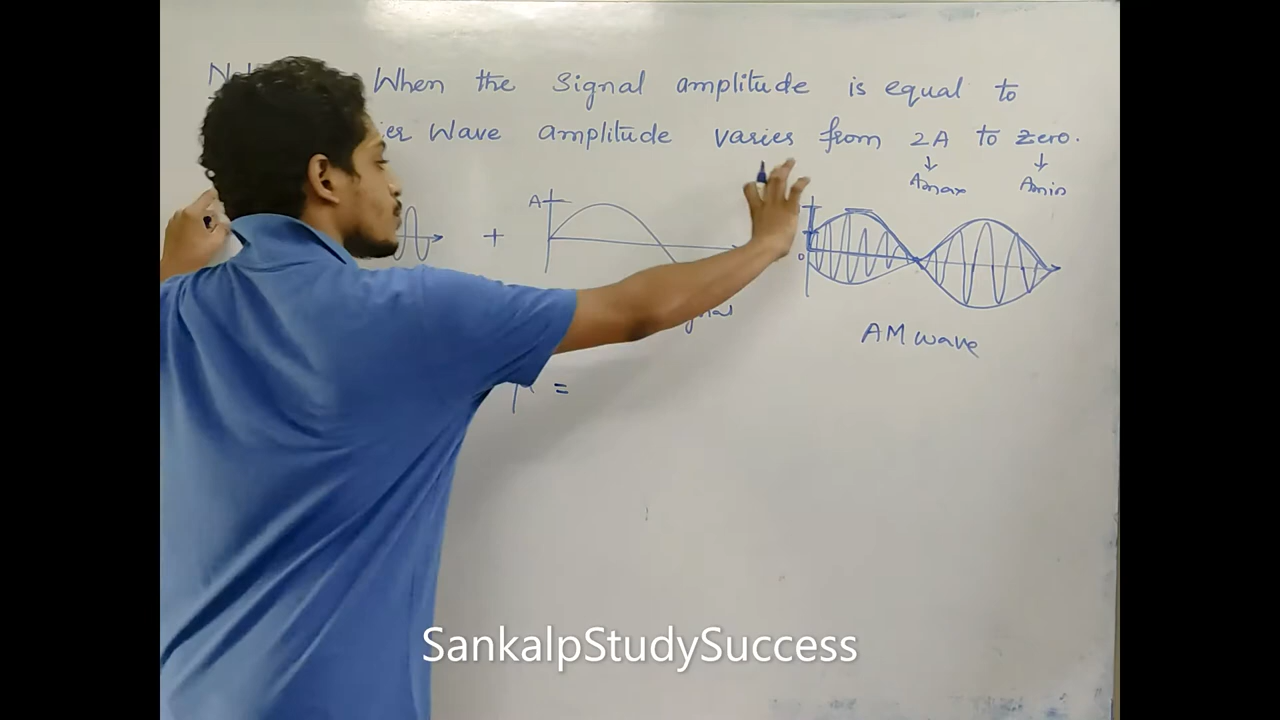 When the Signal amplitude is equal to
Wave amplitude varies from 2A to zero.
↓ ↓
Amax Amin
+ A
0
AM wave
μ =
SankalpStudySuccess